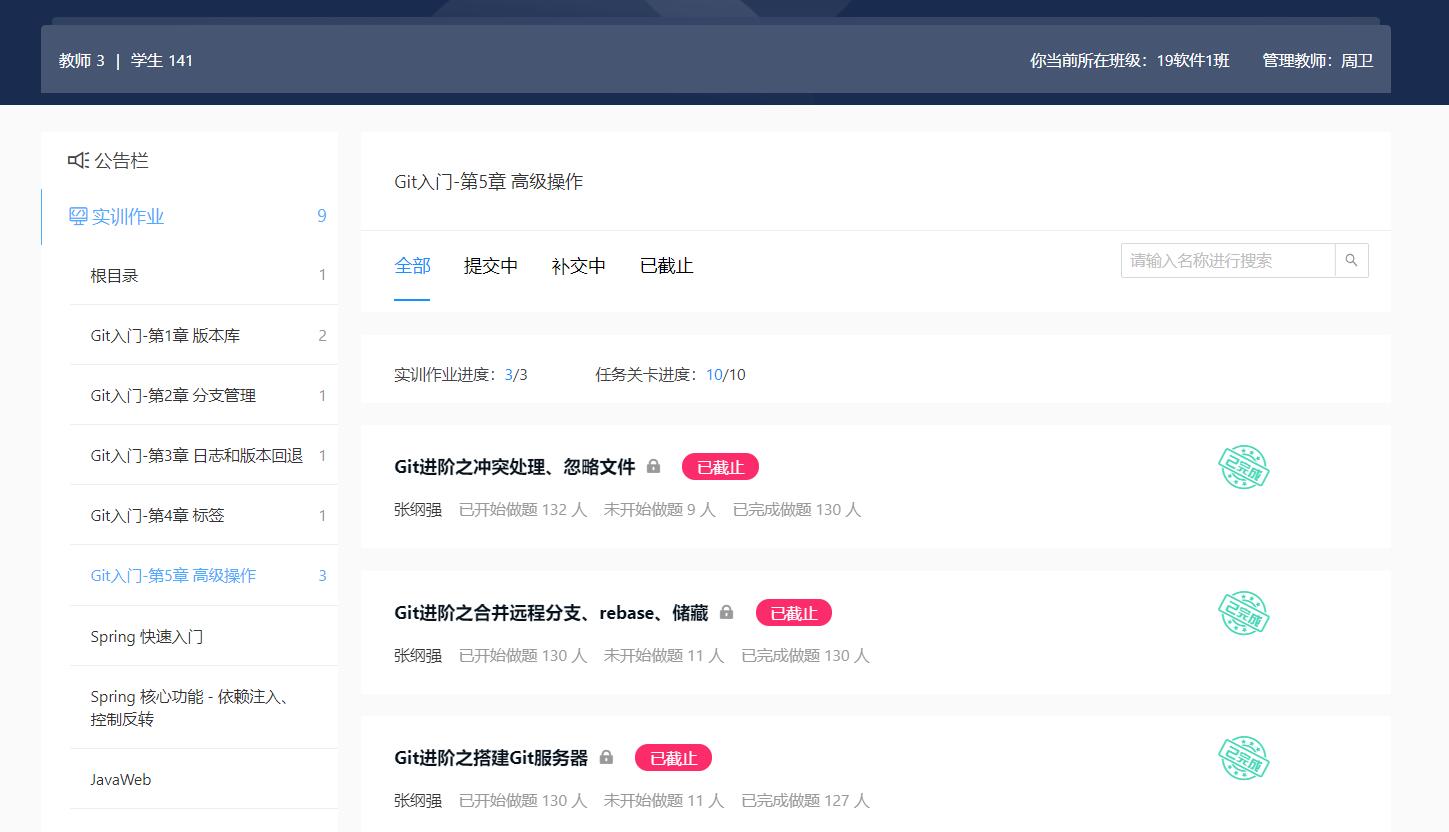 教师 3 | 学生 141
你当前所在班级：19软件1班 管理教师：周卫
公告栏
实训作业 9
根目录 1
Git入门-第1章 版本库 2
Git入门-第2章 分支管理 1
Git入门-第3章 日志和版本回退 1
Git入门-第4章 标签 1
Git入门-第5章 高级操作 3
Spring 快速入门
Spring 核心功能 - 依赖注入、
控制反转
JavaWeb
Git入门-第5章 高级操作
全部 提交中 补交中 已截止
请输入名称进行搜索
实训作业进度：3/3 任务关卡进度：10/10
Git进阶之冲突处理、忽略文件 已截止
已完成
张纲强 已开始做题 132 人 未开始做题 9 人 已完成做题 130 人
Git进阶之合并远程分支、rebase、储藏 已截止
已完成
张纲强 已开始做题 130 人 未开始做题 11 人 已完成做题 130 人
Git进阶之搭建Git服务器 已截止
已完成
张纲强 已开始做题 130 人 未开始做题 11 人 已完成做题 127 人